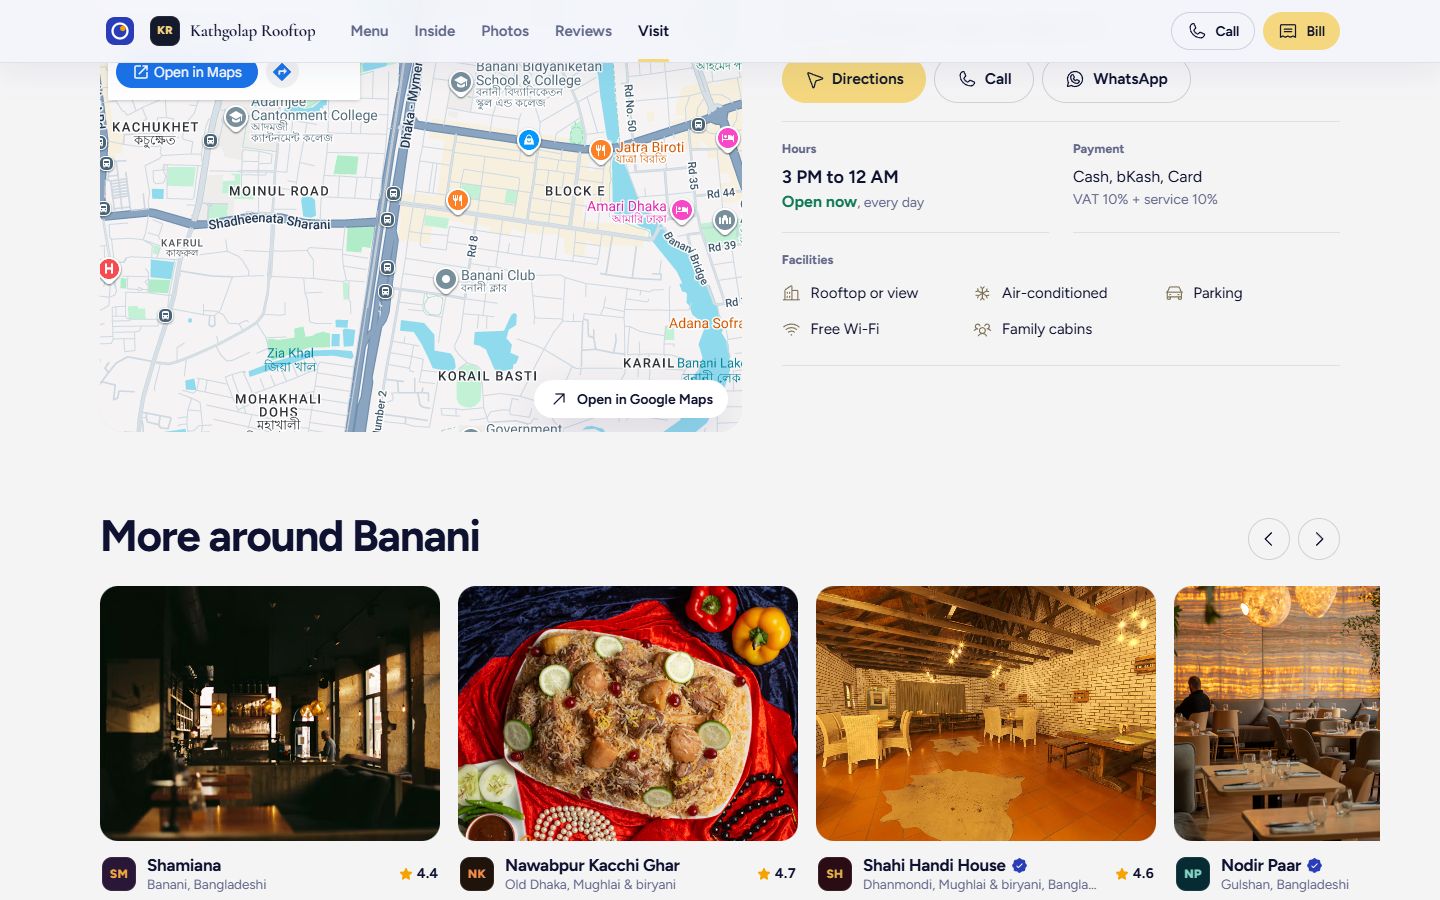 KR Kathgolap Rooftop Menu Inside Photos Reviews Visit Call Bill
Open in Maps
Directions Call WhatsApp
Adamjee
Cantonment College
আদমজী
ক্যান্টনমেন্ট কলেজ
KACHUKHET
কচুক্ষেত
Banani Bidyaniketan
School & College
বনানী বিদ্যানিকেতন
স্কুল এন্ড কলেজ
Dhaka - Mymen
Rd No. 50
Jatra Biroti
যাত্রা বিরতি
MOINUL ROAD
BLOCK E
Rd 35
Rd 44
Amari Dhaka
আমারি ঢাকা
Shadheenata Sharani
KAFRUL
কাফরুল
Rd 8
Banani Bridge
Rd 39
H
Banani Club
বনানী ক্লাব
Rd
Adana Sofra
Zia Khal
জিয়া খাল
KARAIL
Banani Lake
বনানী লেক
KORAIL BASTI
MOHAKHALI
DOHS
মহাখালী
umber 2
Government
Open in Google Maps
Hours
3 PM to 12 AM
Open now, every day
Payment
Cash, bKash, Card
VAT 10% + service 10%
Facilities
Rooftop or view Air-conditioned Parking
Free Wi-Fi Family cabins
More around Banani
SM Shamiana 4.4
Banani, Bangladeshi
NK Nawabpur Kacchi Ghar 4.7
Old Dhaka, Mughlai & biryani
SH Shahi Handi House 4.6
Dhanmondi, Mughlai & biryani, Bangla...
NP Nodir Paar
Gulshan, Bangladeshi